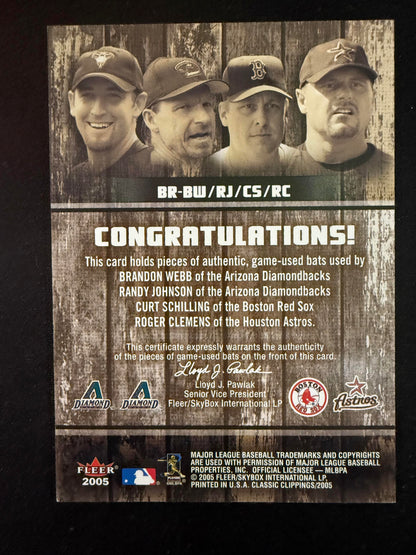 BR-BW/RJ/CS/RC
CONGRATULATIONS!
This card holds pieces of authentic, game-used bats used by
BRANDON WEBB of the Arizona Diamondbacks
RANDY JOHNSON of the Arizona Diamondbacks
CURT SCHILLING of the Boston Red Sox
ROGER CLEMENS of the Houston Astros.
This certificate expressly warrants the authenticity
of the pieces of game-used bats on the front of this card.
Lloyd J. Pawlak
Lloyd J. Pawlak
Senior Vice President
Fleer/SkyBox International LP
DIAMOND
DIAMOND
BOSTON
RED SOX
Astros
B
FLEER
2005
MAJOR LEAGUE BASEBALL TRADEMARKS AND COPYRIGHTS
ARE USED WITH PERMISSION OF MAJOR LEAGUE BASEBALL
PROPERTIES, INC. OFFICIAL LICENSEE — MLBPA
© 2005 FLEER/SKYBOX INTERNATIONAL LP
PRINTED IN U.S.A. CLASSIC CLIPPINGS/2005